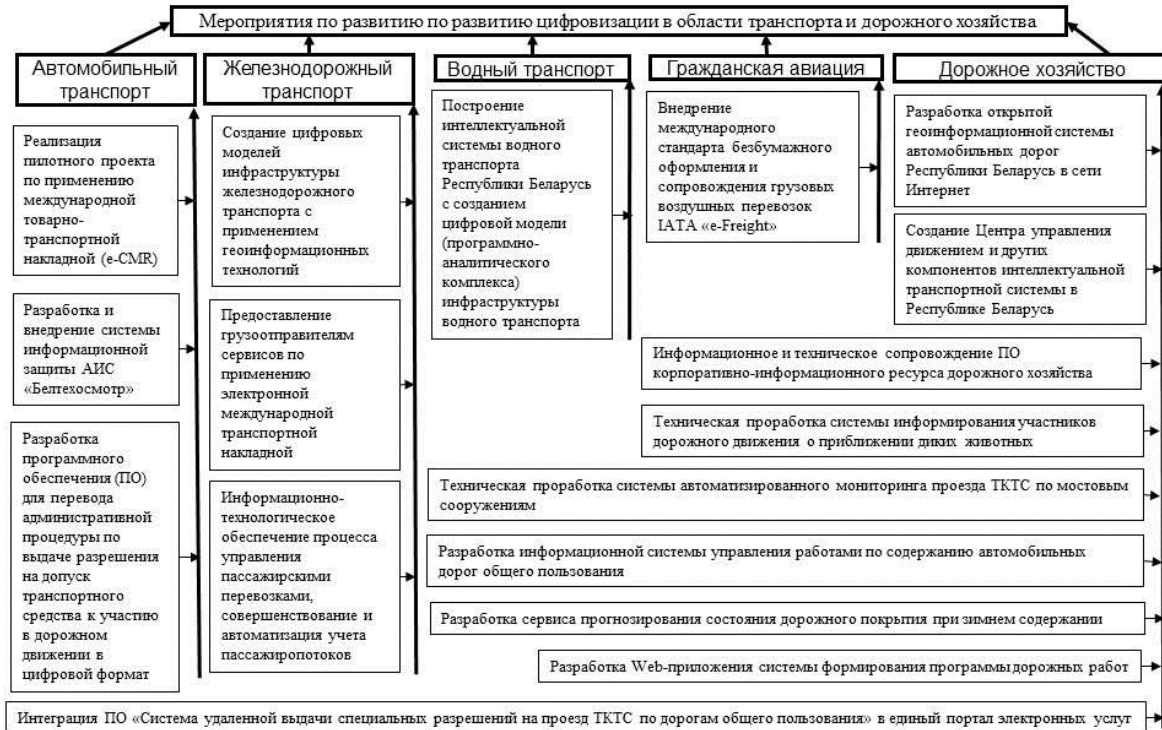 Мероприятия по развитию по развитию цифровизации в области транспорта и дорожного хозяйства
Автомобильный
транспорт
Реализация
пилотного проекта
по применению
международной
товарно-
транспортной
накладной (e-CMR)
Разработка и
внедрение системы
информационной
защиты АИС
«Белтехосмотр»
Разработка
программного
обеспечения (ПО)
для перевода
административной
процедуры по
выдаче разрешения
на допуск
транспортного
средства к участию
в дорожном
движении в
цифровой формат
Железнодорожный
транспорт
Создание цифровых
моделей
инфраструктуры
железнодорожного
транспорта с
применением
геоинформационных
технологий
Предоставление
грузоотправителям
сервисов по
применению
электронной
международной
транспортной
накладной
Информационно-
технологическое
обеспечение процесса
управления
пассажирскими
перевозками,
совершенствование и
автоматизация учета
пассажиропотоков
Водный транспорт
Построение
интеллектуальной
системы водного
транспорта
Республики Беларусь
с созданием
цифровой модели
(программно-
аналитического
комплекса)
инфраструктуры
водного транспорта
Гражданская авиация
Внедрение
международного
стандарта безбумажного
оформления и
сопровождения грузовых
воздушных перевозок
IATA «e-Freight»
Дорожное хозяйство
Разработка открытой
геоинформационной системы
автомобильных дорог
Республики Беларусь в сети
Интернет
Создание Центра управления
движением и других
компонентов интеллектуальной
транспортной системы в
Республике Беларусь
Информационное и техническое сопровождение ПО
корпоративно-информационного ресурса дорожного хозяйства
Техническая проработка системы информирования участников
дорожного движения о приближении диких животных
Техническая проработка системы автоматизированного мониторинга проезда ТКТС по мостовым
сооружениям
Разработка информационной системы управления работами по содержанию автомобильных
дорог общего пользования
Разработка сервиса прогнозирования состояния дорожного покрытия при зимнем содержании
Разработка Web-приложения системы формирования программы дорожных работ
Интеграция ПО «Система удаленной выдачи специальных разрешений на проезд ТКТС по дорогам общего пользования» в единый портал электронных услуг